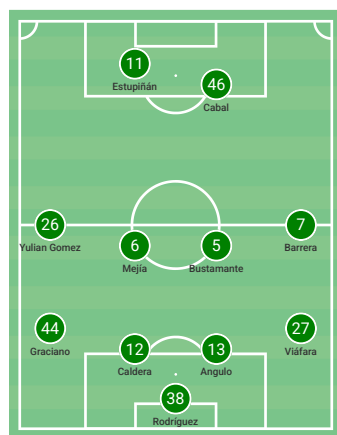 11
Estupiñán
46
Cabal
26
Yulian Gomez
6
Mejía
5
Bustamante
7
Barrera
44
Graciano
12
Caldera
13
Angulo
27
Viáfara
38
Rodríguez